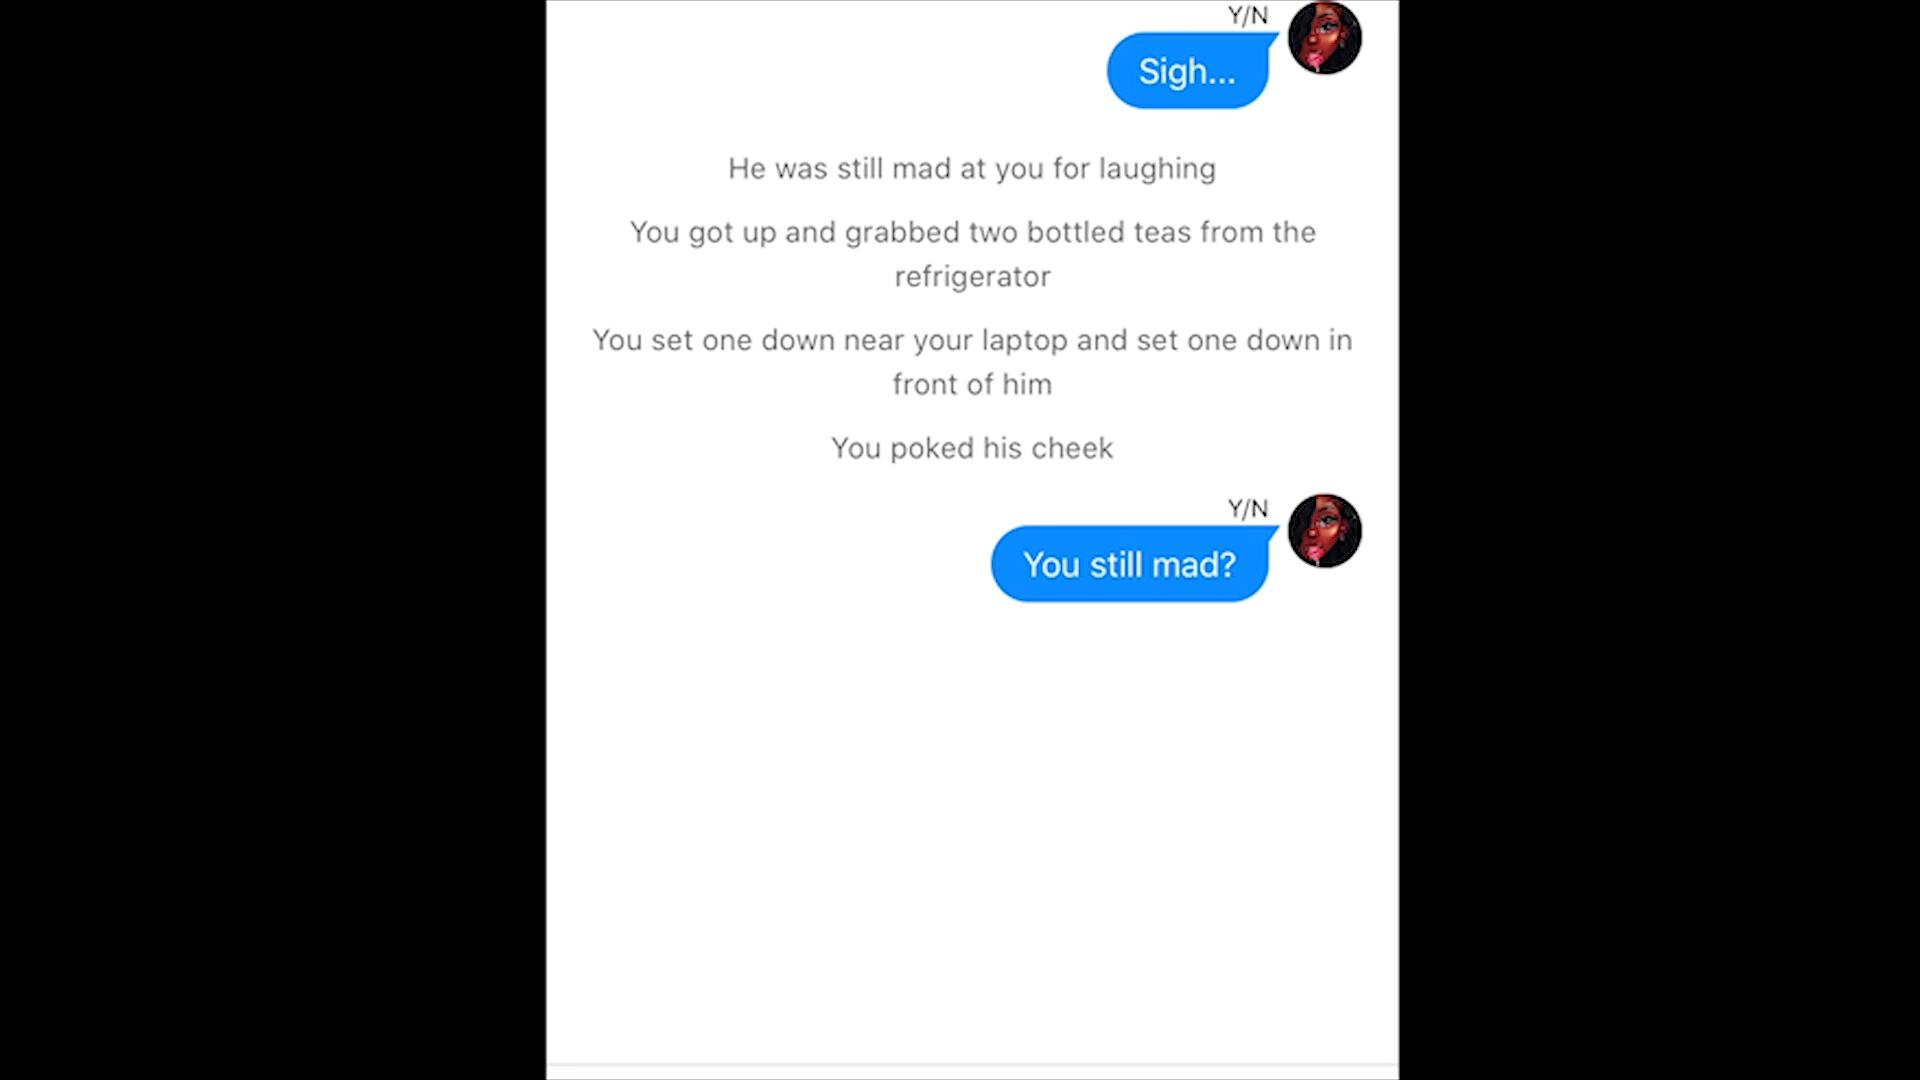 Y/N
Sigh...
He was still mad at you for laughing
You got up and grabbed two bottled teas from the
refrigerator
You set one down near your laptop and set one down in
front of him
You poked his cheek
Y/N
You still mad?